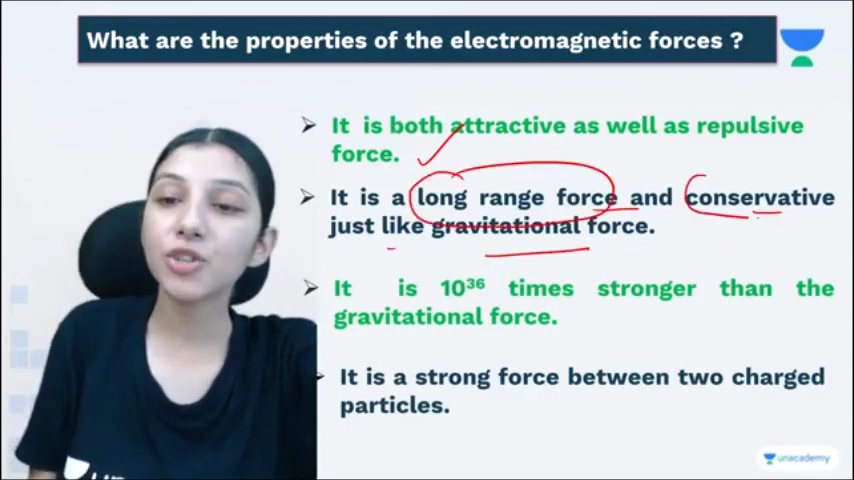 What are the properties of the electromagnetic forces ?
➢ It is both attractive as well as repulsive
force.
➢ It is a long range force and conservative
just like gravitational force.
➢ It is 10³⁶ times stronger than the
gravitational force.
➢ It is a strong force between two charged
particles.
unacademy